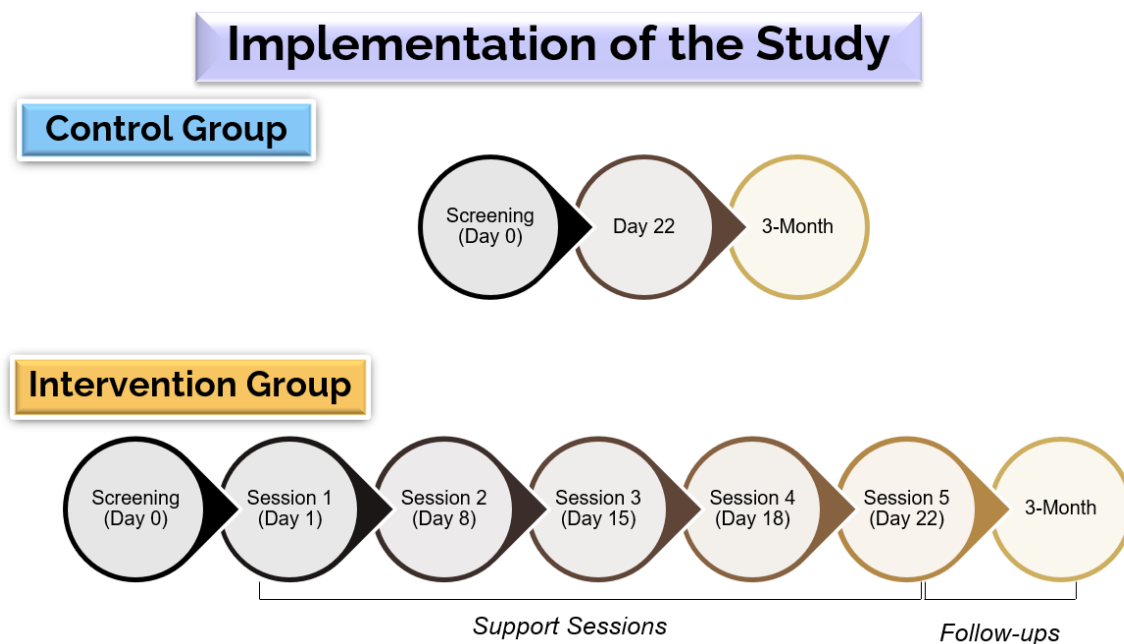 Implementation of the Study
Control Group
Screening
(Day 0)
Day 22
3-Month
Intervention Group
Screening
(Day 0)
Session 1
(Day 1)
Session 2
(Day 8)
Session 3
(Day 15)
Session 4
(Day 18)
Session 5
(Day 22)
3-Month
Support Sessions
Follow-ups